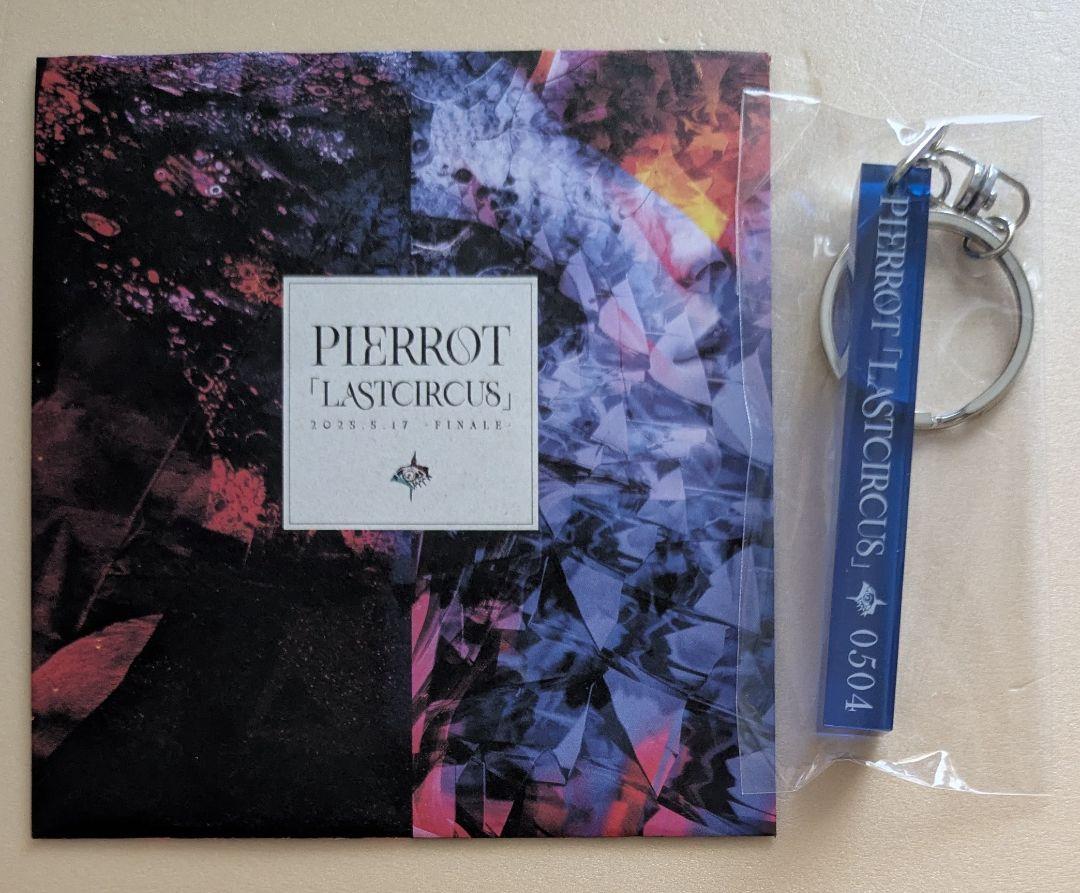 PIERROT
「LASTCIRCUS」
2025.5.17 -FINALE-
PIERROT「LASTCIRCUS」 0504